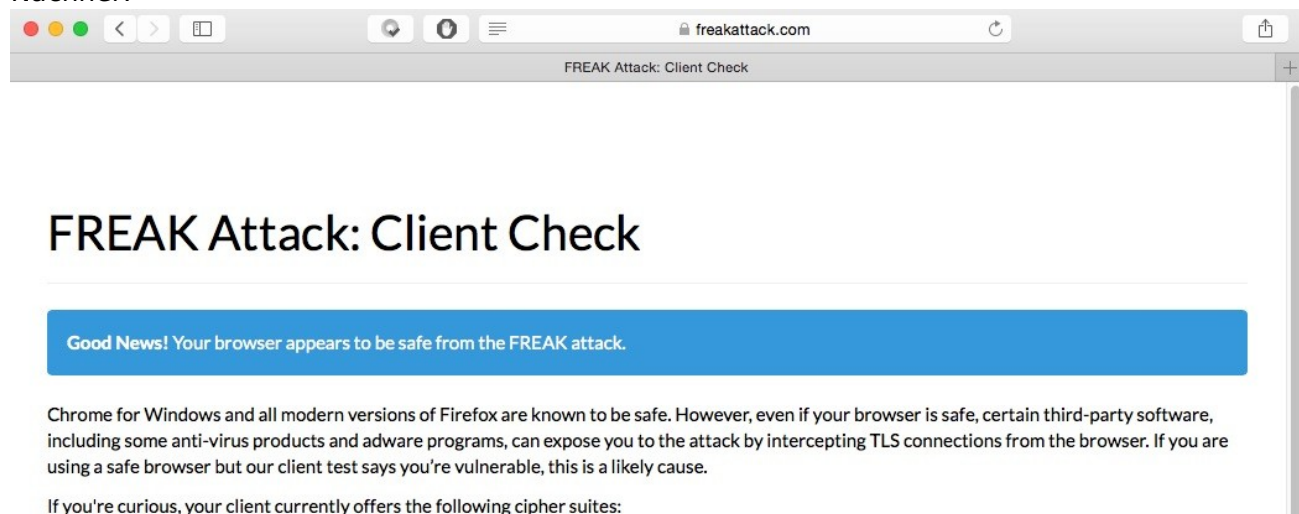 freakattack.com
FREAK Attack: Client Check
FREAK Attack: Client Check
Good News! Your browser appears to be safe from the FREAK attack.
Chrome for Windows and all modern versions of Firefox are known to be safe. However, even if your browser is safe, certain third-party software,
including some anti-virus products and adware programs, can expose you to the attack by intercepting TLS connections from the browser. If you are
using a safe browser but our client test says you're vulnerable, this is a likely cause.
If you're curious, your client currently offers the following cipher suites: